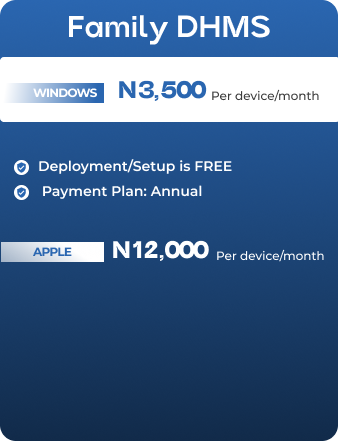 Family DHMS
WINDOWS N3,500 Per device/month
Deployment/Setup is FREE
Payment Plan: Annual
APPLE N12,000 Per device/month